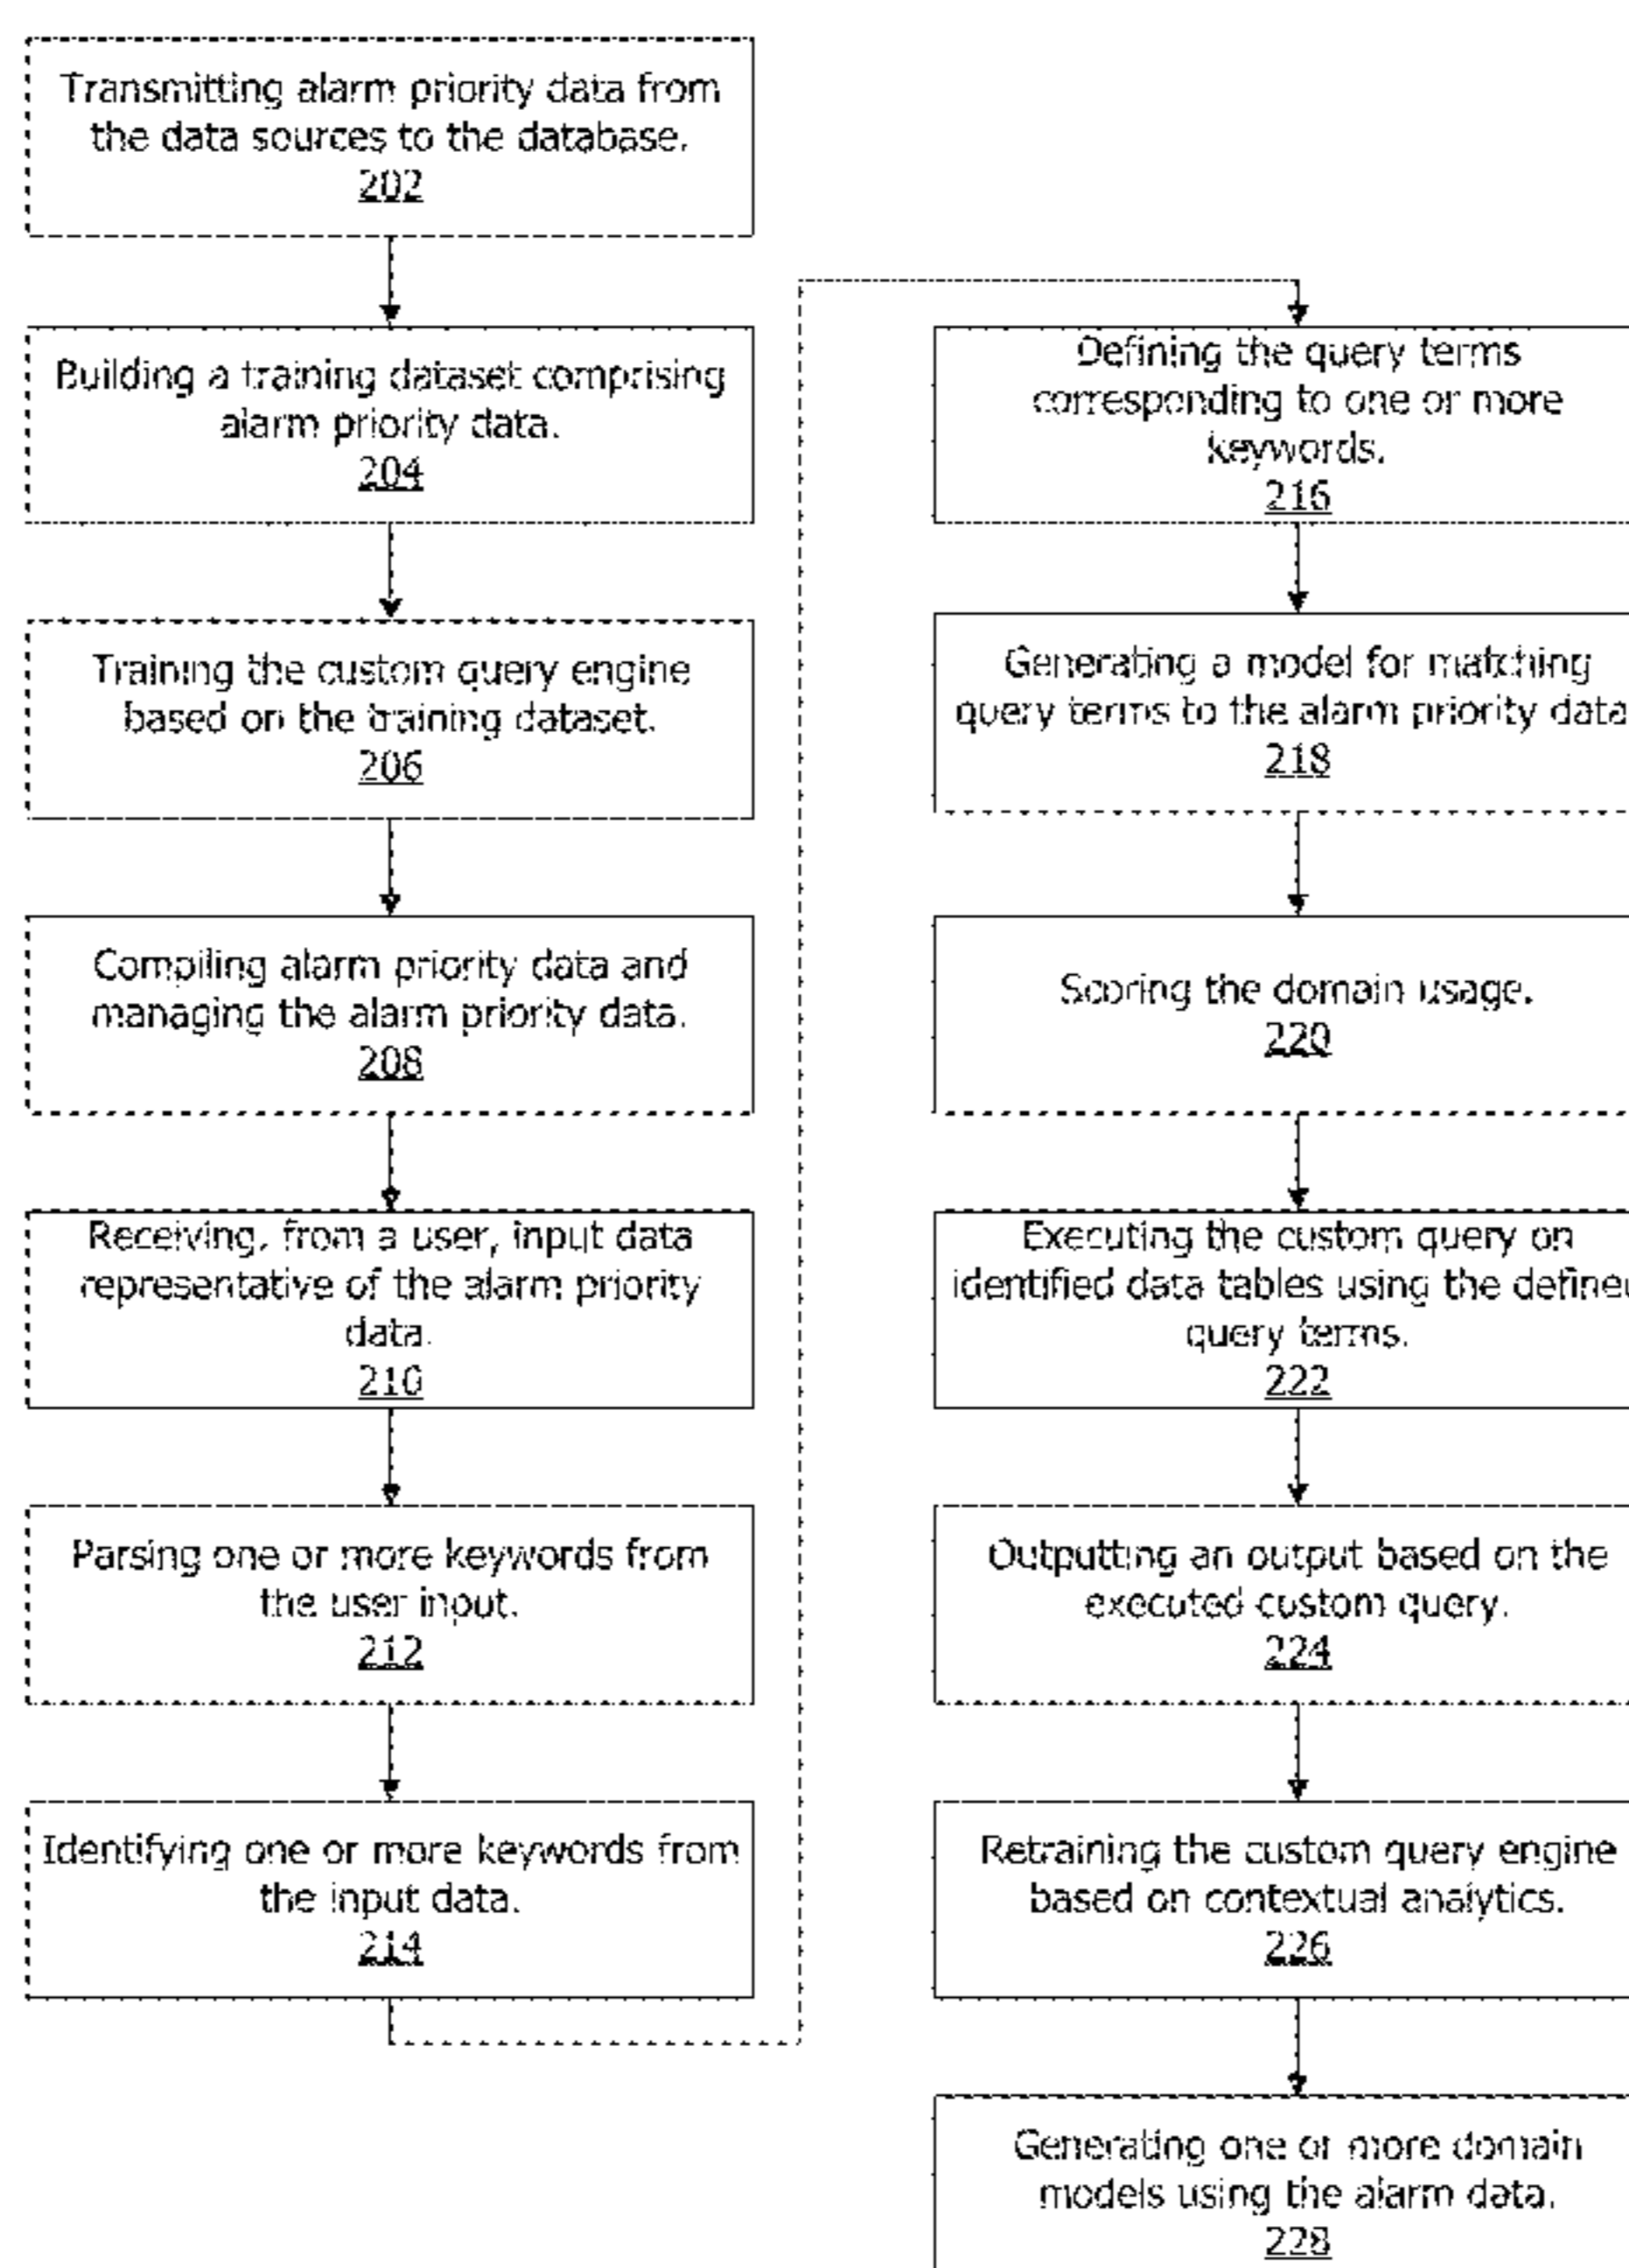 Transmitting alarm priority data from
the data sources to the database.
202
Building a training dataset comprising
alarm priority data.
204
Training the custom query engine
based on the training dataset.
206
Compiling alarm priority data and
managing the alarm priority data.
208
Receiving, from a user, input data
representative of the alarm priority
data.
210
Parsing one or more keywords from
the user input.
212
Identifying one or more keywords from
the input data.
214
Defining the query terms
corresponding to one or more
keywords.
216
Generating a model for matching
query terms to the alarm priority data
218
Scoring the domain usage.
220
Executing the custom query on
identified data tables using the
query terms.
222
Outputting an output based on the
executed custom query.
224
Retraining the custom query engine
based on contextual analytics.
226
Generating one or more domain
models using the alarm data.
228